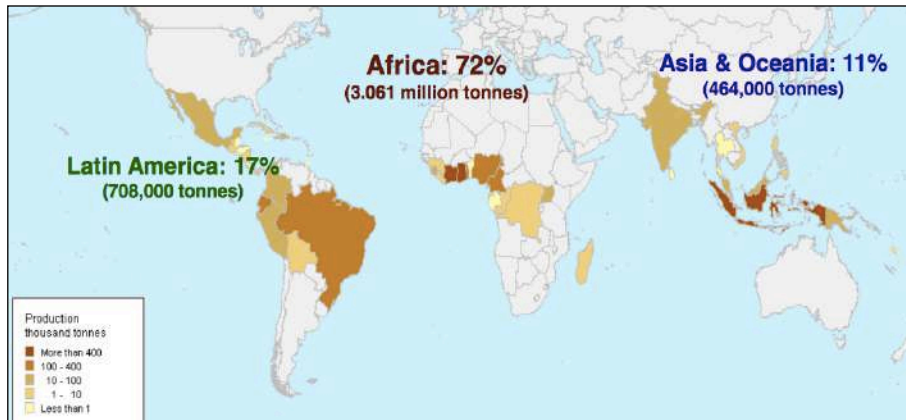 Africa: 72%
(3.061 million tonnes)
Asia & Oceania: 11%
(464,000 tonnes)
Latin America: 17%
(708,000 tonnes)
Production
thousand tonnes
More than 400
100 - 400
10 - 100
1 - 10
Less than 1